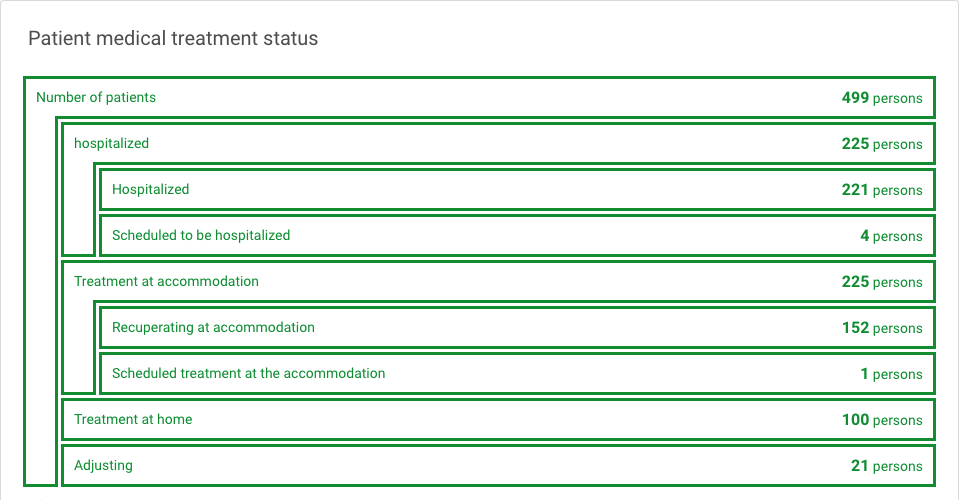 Patient medical treatment status
Number of patients 499 persons
hospitalized 225 persons
Hospitalized 221 persons
Scheduled to be hospitalized 4 persons
Treatment at accommodation 225 persons
Recuperating at accommodation 152 persons
Scheduled treatment at the accommodation 1 persons
Treatment at home 100 persons
Adjusting 21 persons